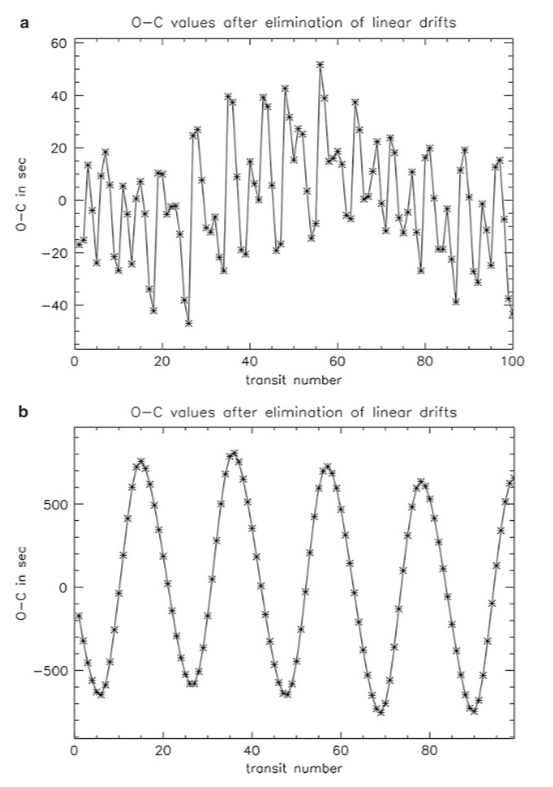 a
O−C values after elimination of linear drifts
60
40
20
0
−20
−40
O−C in sec
0 20 40 60 80 100
transit number
b
O−C values after elimination of linear drifts
500
0
−500
O−C in sec
0 20 40 60 80
transit number